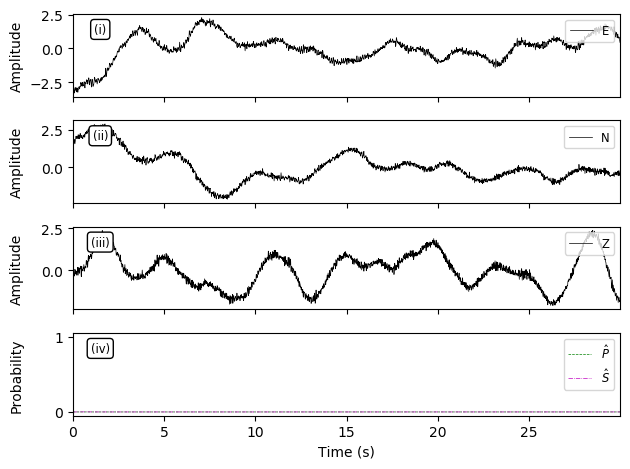 2.5
0.0
−2.5
Amplitude
(i)
E
2.5
0.0
Amplitude
(ii)
N
2.5
0.0
Amplitude
(iii)
Z
1
0
Probability
(iv)
P̂
Ŝ
0 5 10 15 20 25
Time (s)